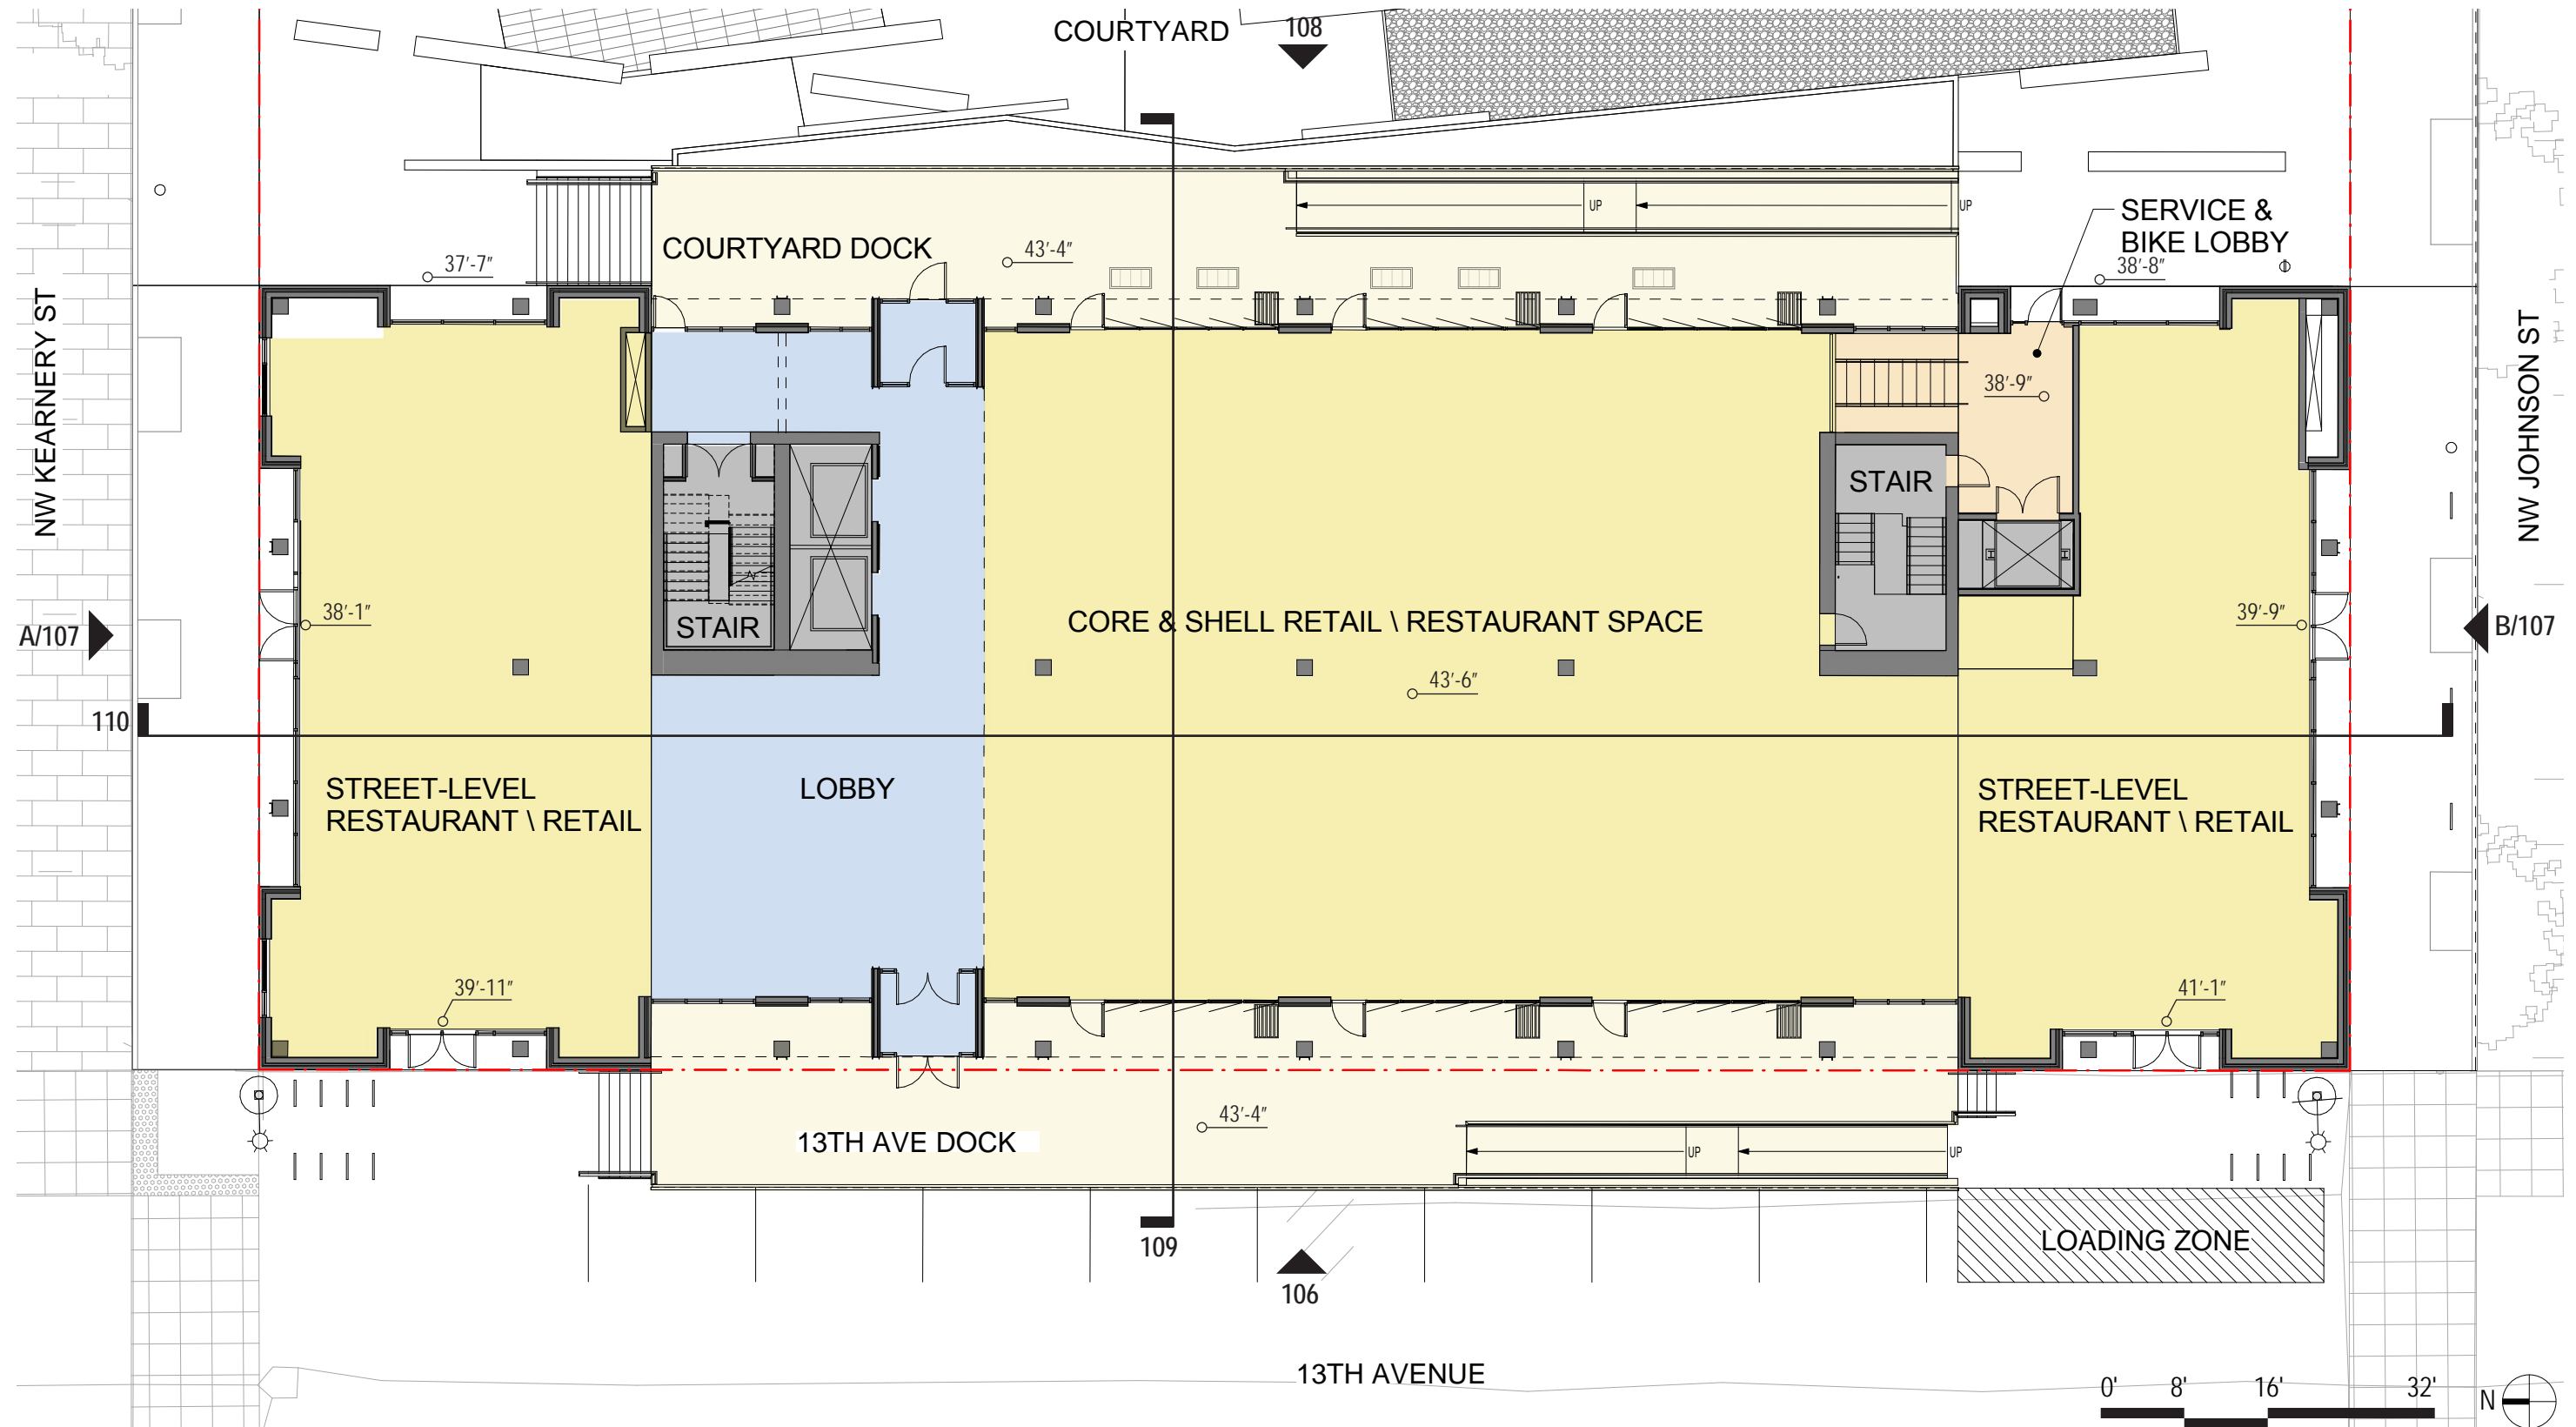 COURTYARD
108
SERVICE &
BIKE LOBBY
UP
UP
COURTYARD DOCK
43'-4"
37'-7"
38'-8"
NW KEARNERY ST
NW JOHNSON ST
38'-9"
STAIR
38'-1"
STAIR
CORE & SHELL RETAIL \ RESTAURANT SPACE
39'-9"
A/107
B/107
43'-6"
110
STREET-LEVEL
RESTAURANT \ RETAIL
LOBBY
STREET-LEVEL
RESTAURANT \ RETAIL
39'-11"
41'-1"
43'-4"
13TH AVE DOCK
UP
UP
109
LOADING ZONE
106
13TH AVENUE
0' 8' 16' 32'
N